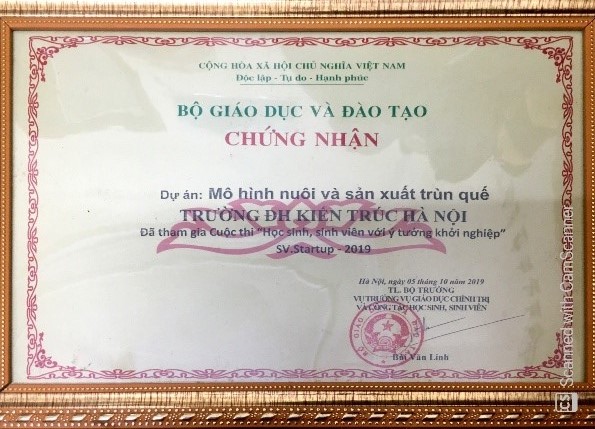 CỘNG HÒA XÃ HỘI CHỦ NGHĨA VIỆT NAM
Độc lập - Tự do - Hạnh phúc
BỘ GIÁO DỤC VÀ ĐÀO TẠO
CHỨNG NHẬN
Dự án: Mô hình nuôi và sản xuất trùn quế
TRƯỜNG ĐH KIẾN TRÚC HÀ NỘI
Đã tham gia Cuộc thi "Học sinh, sinh viên với ý tưởng khởi nghiệp"
SV.Startup - 2019
Hà Nội, ngày 05 tháng 10 năm 2019
TL. BỘ TRƯỞNG
VỤ TRƯỞNG VỤ GIÁO DỤC CHÍNH TRỊ
VÀ CÔNG TÁC HỌC SINH, SINH VIÊN
Bùi Văn Linh
CS Scanned with CamScanner